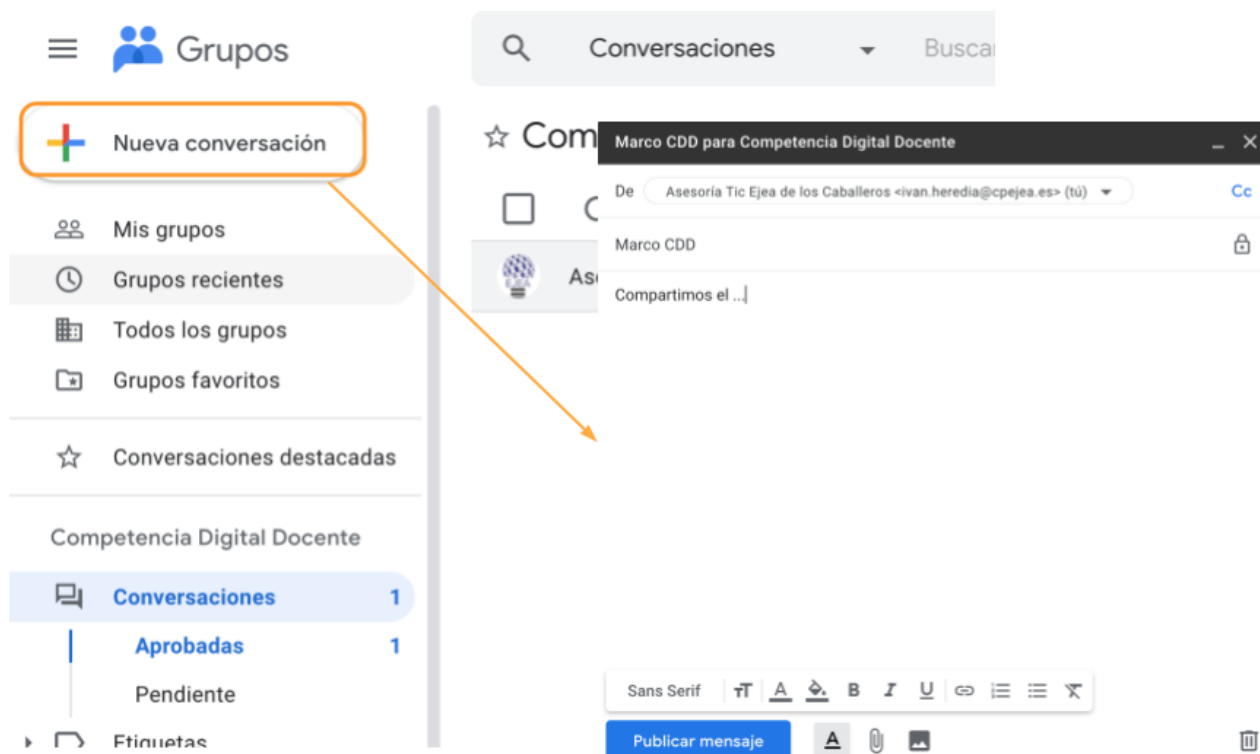 Grupos
Conversaciones
Nueva conversación
Mis grupos
Grupos recientes
Todos los grupos
Grupos favoritos
Conversaciones destacadas
Competencia Digital Docente
Conversaciones 1
Aprobadas 1
Pendiente
Etiquetas
Marco CDD para Competencia Digital Docente
De Asesoría Tic Ejea de los Caballeros <ivan.heredia@cpejea.es> (tú) Cc
Marco CDD
Compartimos el ...
Sans Serif
Publicar mensaje